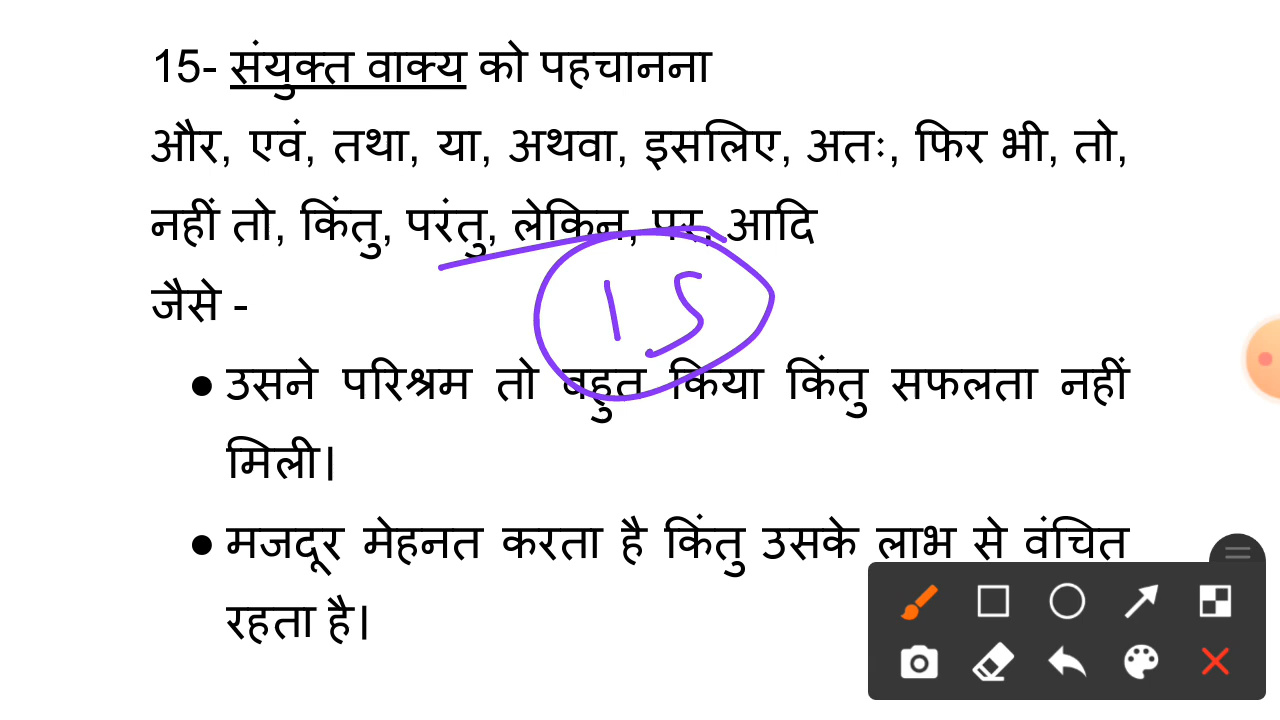 15- संयुक्त वाक्य को पहचानना
और, एवं, तथा, या, अथवा, इसलिए, अतः, फिर भी, तो,
नहीं तो, किंतु, परंतु, लेकिन, पर, आदि
जैसे -
15
● उसने परिश्रम तो बहुत किया किंतु सफलता नहीं
मिली।
● मजदूर मेहनत करता है किंतु उसके लाभ से वंचित
रहता है।